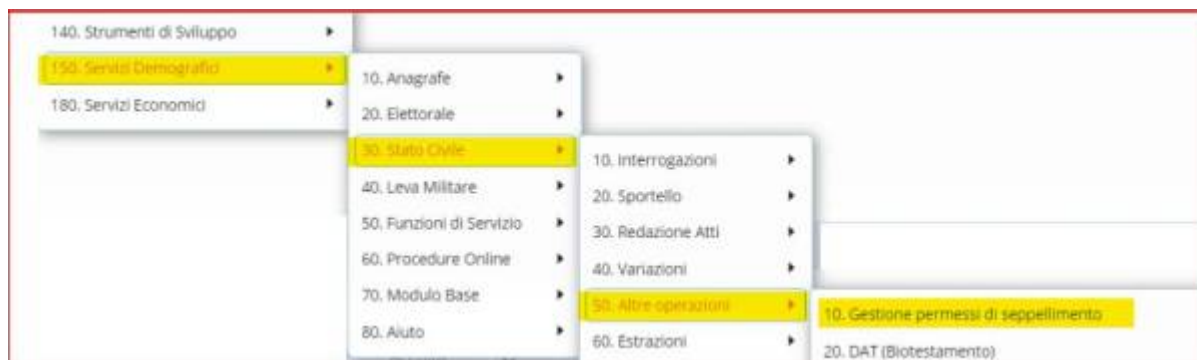 140. Strumenti di Sviluppo
150. Servizi Demografici
180. Servizi Economici
10. Anagrafe
20. Elettorale
30. Stato Civile
40. Leva Militare
50. Funzioni di Servizio
60. Procedure Online
70. Modulo Base
80. Aiuto
10. Interrogazioni
20. Sportello
30. Redazione Atti
40. Variazioni
50. Altre operazioni
60. Estrazioni
10. Gestione permessi di seppellimento
20. DAT (Biotestamento)